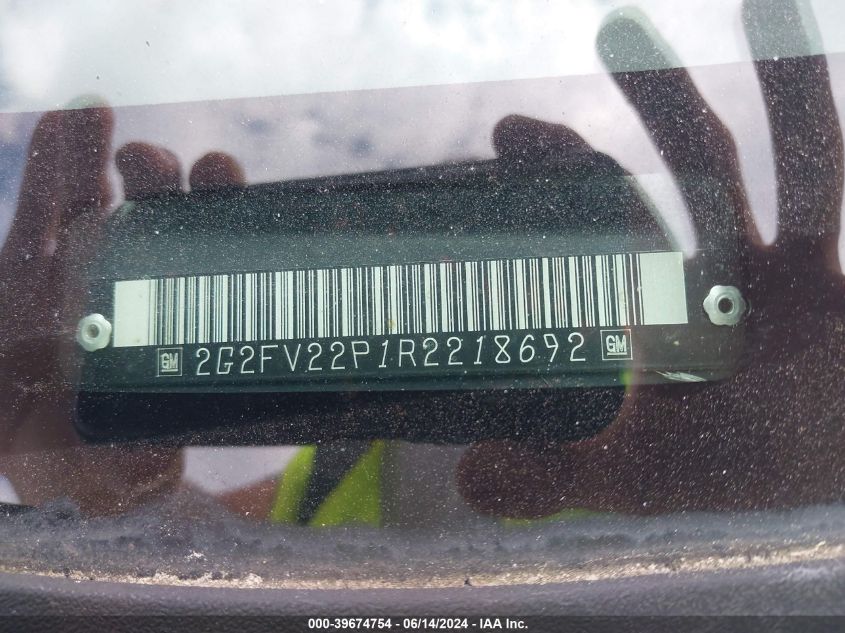 GM 2G2FV22P1R2218692 GM
000-39674754 - 06/14/2024 - IAA Inc.